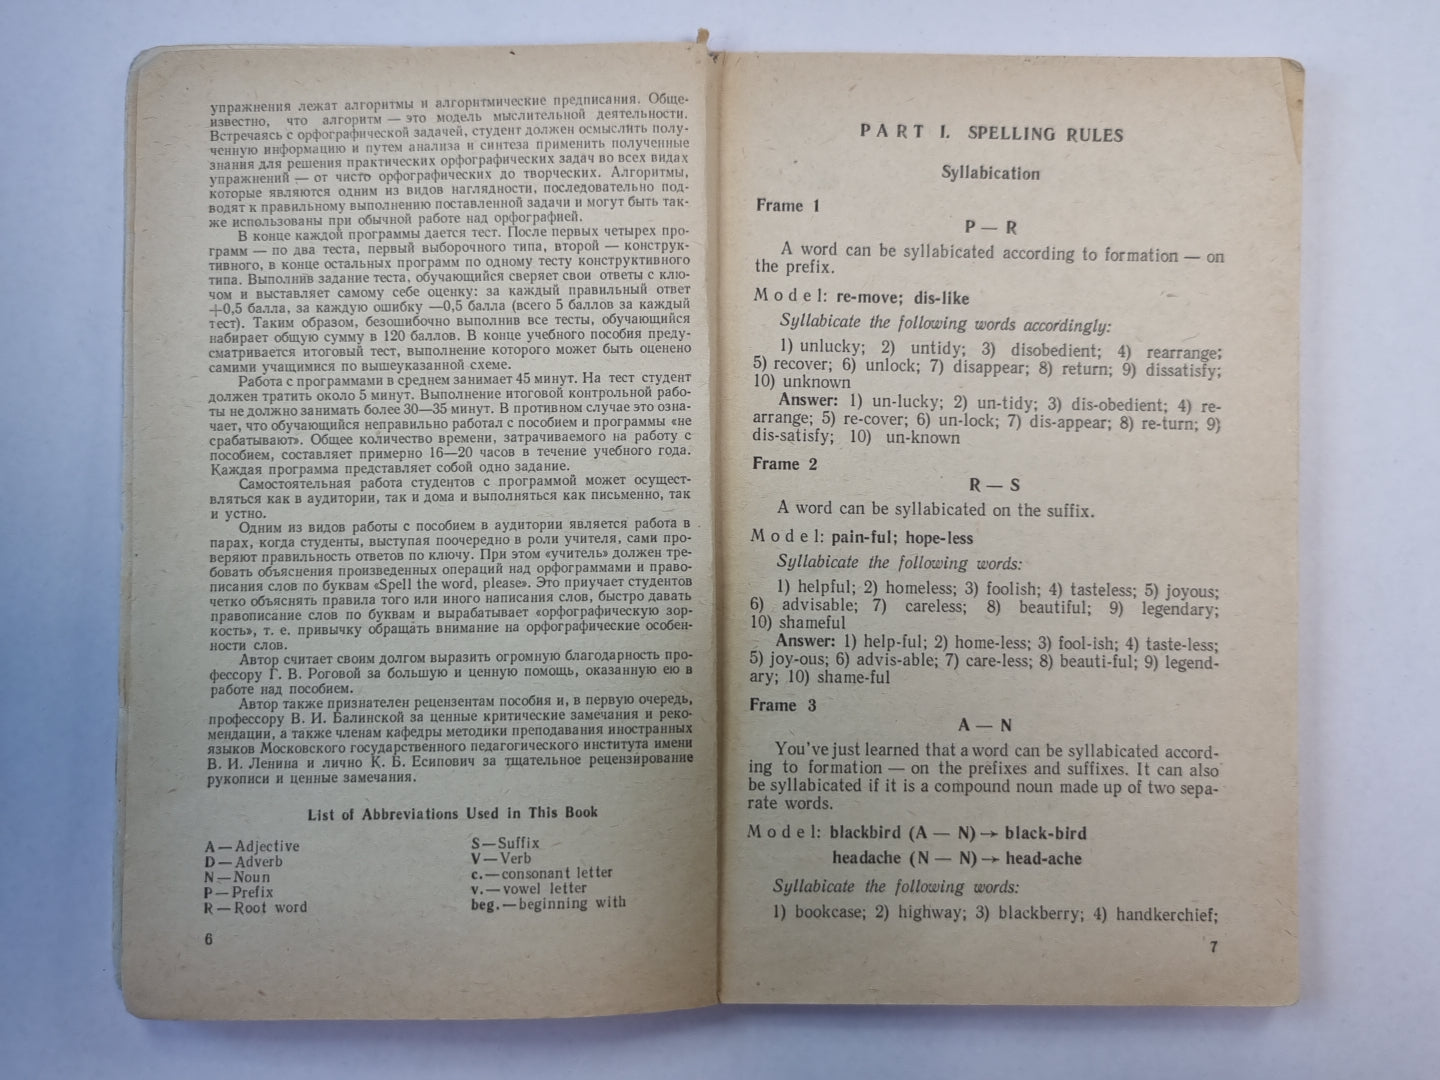 упражнения лежат алгоритмы и алгоритмические предписания. Обще-
известно, что алгоритм — это модель мыслительной деятельности.
Встречаясь с орфографической задачей, студент должен осмыслить полу-
ченную информацию и путем анализа и синтеза применить полученные
знания для решения практических орфографических задач во всех видах
упражнений — от чисто орфографических до творческих. Алгоритмы,
которые являются одним из видов наглядности, последовательно под-
водят к правильному выполнению поставленной задачи и могут быть так-
же использованы при обычной работе над орфографией.
В конце каждой программы дается тест. После первых четырех про-
грамм — по два теста, первый выборочного типа, второй — конструк-
тивного, в конце остальных программ по одному тесту конструктивного
типа. Выполнив задание теста, обучающийся сверяет свои ответы с клю-
чом и выставляет самому себе оценку: за каждый правильный ответ
+0,5 балла, за каждую ошибку —0,5 балла (всего 5 баллов за каждый
тест). Таким образом, безошибочно выполнив все тесты, обучающийся
набирает общую сумму в 120 баллов. В конце учебного пособия преду-
сматривается итоговый тест, выполнение которого может быть оценено
самими учащимися по вышеуказанной схеме.
Работа с программами в среднем занимает 45 минут. На тест студент
должен тратить около 5 минут. Выполнение итоговой контрольной рабо-
ты не должно занимать более 30—35 минут. В противном случае это озна-
чает, что обучающийся неправильно работал с пособием и программы «не
срабатывают». Общее количество времени, затрачиваемого на работу с
пособием, составляет примерно 16—20 часов в течение учебного года.
Каждая программа представляет собой одно задание.
Самостоятельная работа студентов с программой может осущест-
вляться как в аудитории, так и дома и выполняться как письменно, так
и устно.
Одним из видов работы с пособием в аудитории является работа в
парах, когда студенты, выступая поочередно в роли учителя, сами про-
веряют правильность ответов по ключу. При этом «учитель» должен тре-
бовать объяснения произведенных операций над орфограммами и право-
писания слов по буквам «Spell the word, please». Это приучает студентов
четко объяснять правила того или иного написания слов, быстро давать
правописание слов по буквам и вырабатывает «орфографическую зор-
кость», т. е. привычку обращать внимание на орфографические особен-
ности слов.
Автор считает своим долгом выразить огромную благодарность про-
фессору Г. В. Роговой за большую и ценную помощь, оказанную ею в
работе над пособием.
Автор также признателен рецензентам пособия и, в первую очередь,
профессору В. И. Балинской за ценные критические замечания и реко-
мендации, а также членам кафедры методики преподавания иностранных
языков Московского государственного педагогического института имени
В. И. Ленина и лично К. Б. Есипович за тщательное рецензирование
рукописи и ценные замечания.
List of Abbreviations Used in This Book
A — Adjective
D — Adverb
N — Noun
P — Prefix
R — Root word
S — Suffix
V — Verb
c. — consonant letter
v. — vowel letter
beg. — beginning with
6
PART I. SPELLING RULES
Syllabication
Frame 1
P — R
A word can be syllabicated according to formation — on
the prefix.
Model: re-move; dis-like
Syllabicate the following words accordingly:
1) unlucky; 2) untidy; 3) disobedient; 4) rearrange;
5) recover; 6) unlock; 7) disappear; 8) return; 9) dissatisfy;
10) unknown
Answer: 1) un-lucky; 2) un-tidy; 3) dis-obedient; 4) re-
arrange; 5) re-cover; 6) un-lock; 7) dis-appear; 8) re-turn; 9)
dis-satisfy; 10) un-known
Frame 2
R — S
A word can be syllabicated on the suffix.
Model: pain-ful; hope-less
Syllabicate the following words:
1) helpful; 2) homeless; 3) foolish; 4) tasteless; 5) joyous;
6) advisable; 7) careless; 8) beautiful; 9) legendary;
10) shameful
Answer: 1) help-ful; 2) home-less; 3) fool-ish; 4) taste-less;
5) joy-ous; 6) advis-able; 7) care-less; 8) beauti-ful; 9) legend-
ary; 10) shame-ful
Frame 3
A — N
You've just learned that a word can be syllabicated accord-
ing to formation — on the prefixes and suffixes. It can also
be syllabicated if it is a compound noun made up of two sepa-
rate words.
Model: blackbird (A — N) → black-bird
headache (N — N) → head-ache
Syllabicate the following words:
1) bookcase; 2) highway; 3) blackberry; 4) handkerchief;
7